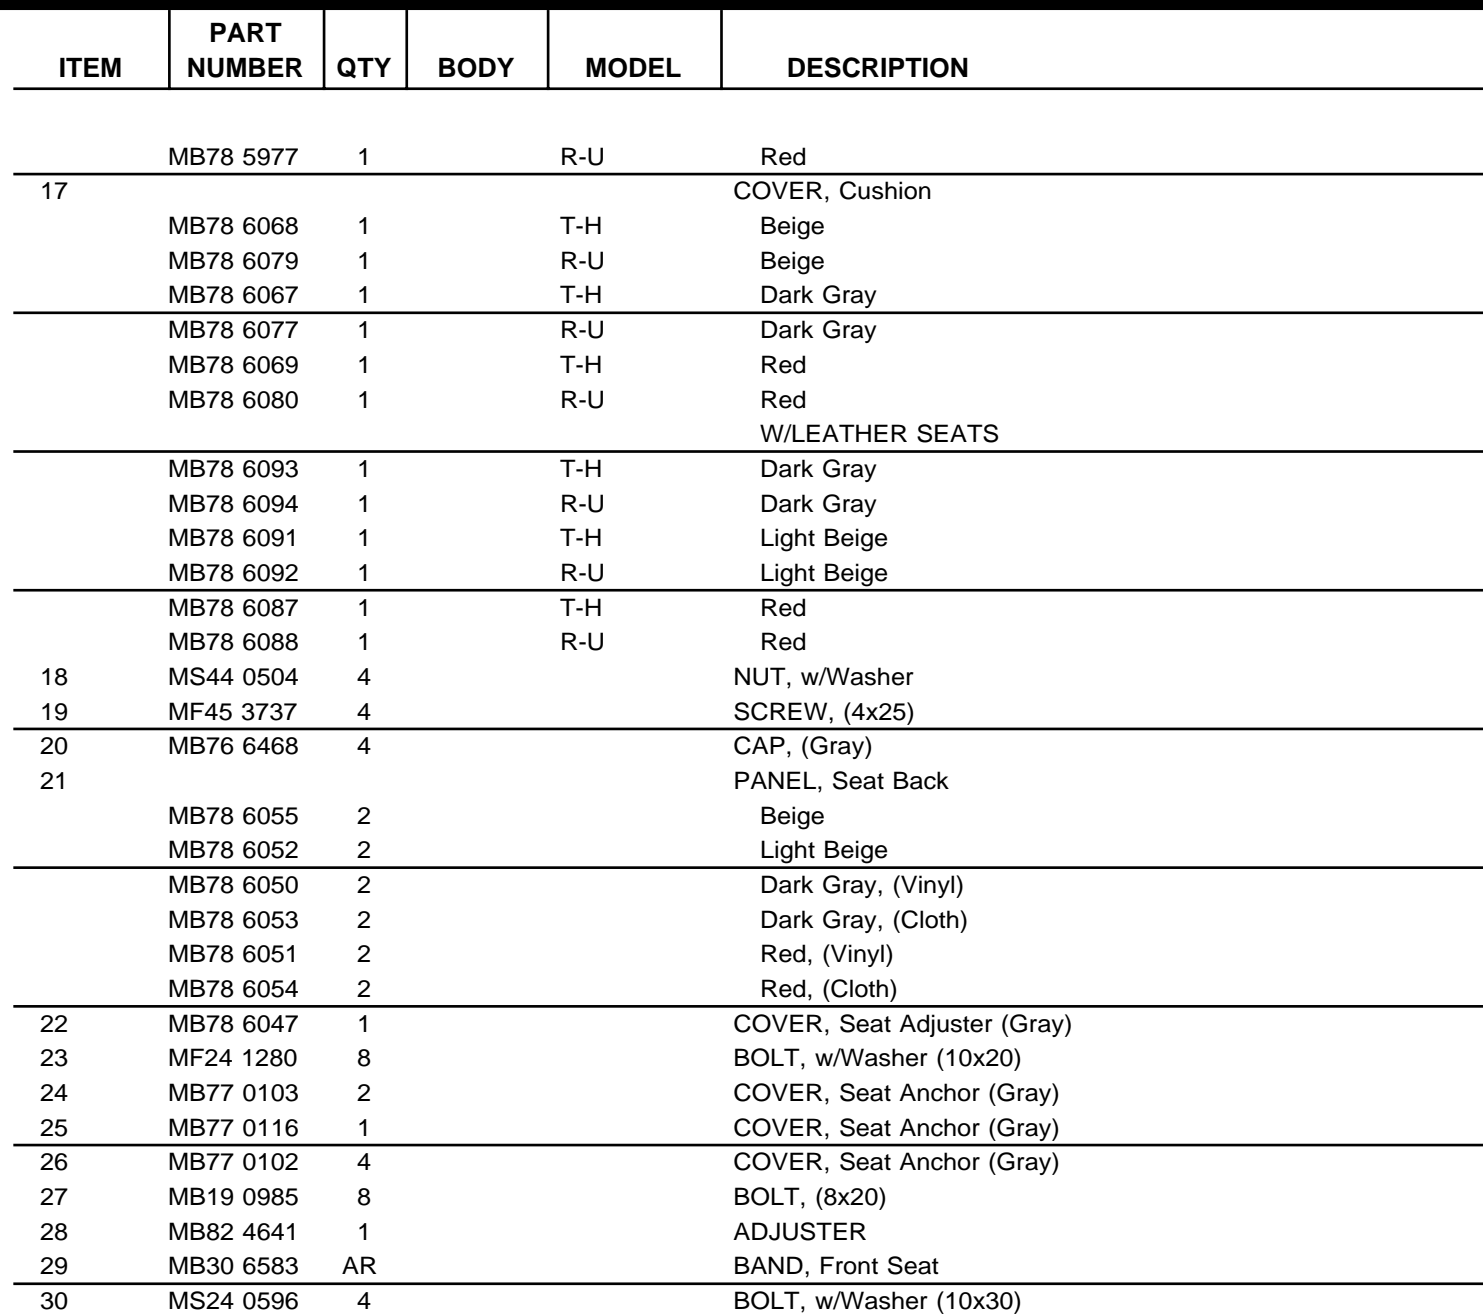 PART
ITEM NUMBER QTY BODY MODEL DESCRIPTION
MB78 5977 1 R-U Red
17 COVER, Cushion
MB78 6068 1 T-H Beige
MB78 6079 1 R-U Beige
MB78 6067 1 T-H Dark Gray
MB78 6077 1 R-U Dark Gray
MB78 6069 1 T-H Red
MB78 6080 1 R-U Red
W/LEATHER SEATS
MB78 6093 1 T-H Dark Gray
MB78 6094 1 R-U Dark Gray
MB78 6091 1 T-H Light Beige
MB78 6092 1 R-U Light Beige
MB78 6087 1 T-H Red
MB78 6088 1 R-U Red
18 MS44 0504 4 NUT, w/Washer
19 MF45 3737 4 SCREW, (4x25)
20 MB76 6468 4 CAP, (Gray)
21 PANEL, Seat Back
MB78 6055 2 Beige
MB78 6052 2 Light Beige
MB78 6050 2 Dark Gray, (Vinyl)
MB78 6053 2 Dark Gray, (Cloth)
MB78 6051 2 Red, (Vinyl)
MB78 6054 2 Red, (Cloth)
22 MB78 6047 1 COVER, Seat Adjuster (Gray)
23 MF24 1280 8 BOLT, w/Washer (10x20)
24 MB77 0103 2 COVER, Seat Anchor (Gray)
25 MB77 0116 1 COVER, Seat Anchor (Gray)
26 MB77 0102 4 COVER, Seat Anchor (Gray)
27 MB19 0985 8 BOLT, (8x20)
28 MB82 4641 1 ADJUSTER
29 MB30 6583 AR BAND, Front Seat
30 MS24 0596 4 BOLT, w/Washer (10x30)